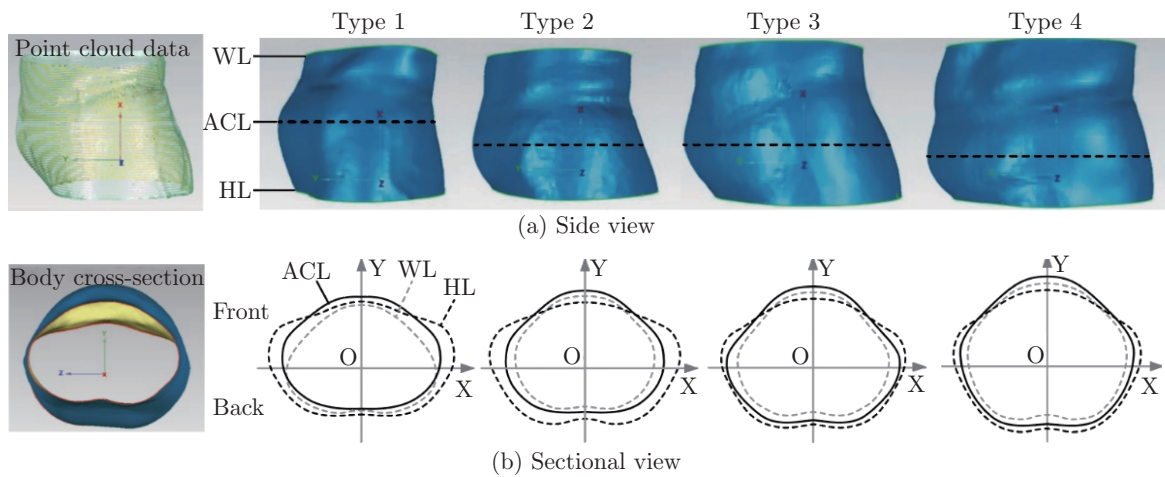 Type 1 Type 2 Type 3 Type 4
Point cloud data
WL
ACL
HL
X
Y
Z
X
Y
Z
X
Z
X
Z
X
Z
(a) Side view
Body cross-section
Front
Back
Y
Z
X
ACL Y WL HL
O
X
Y
O
X
Y
O
X
Y
O
X
(b) Sectional view